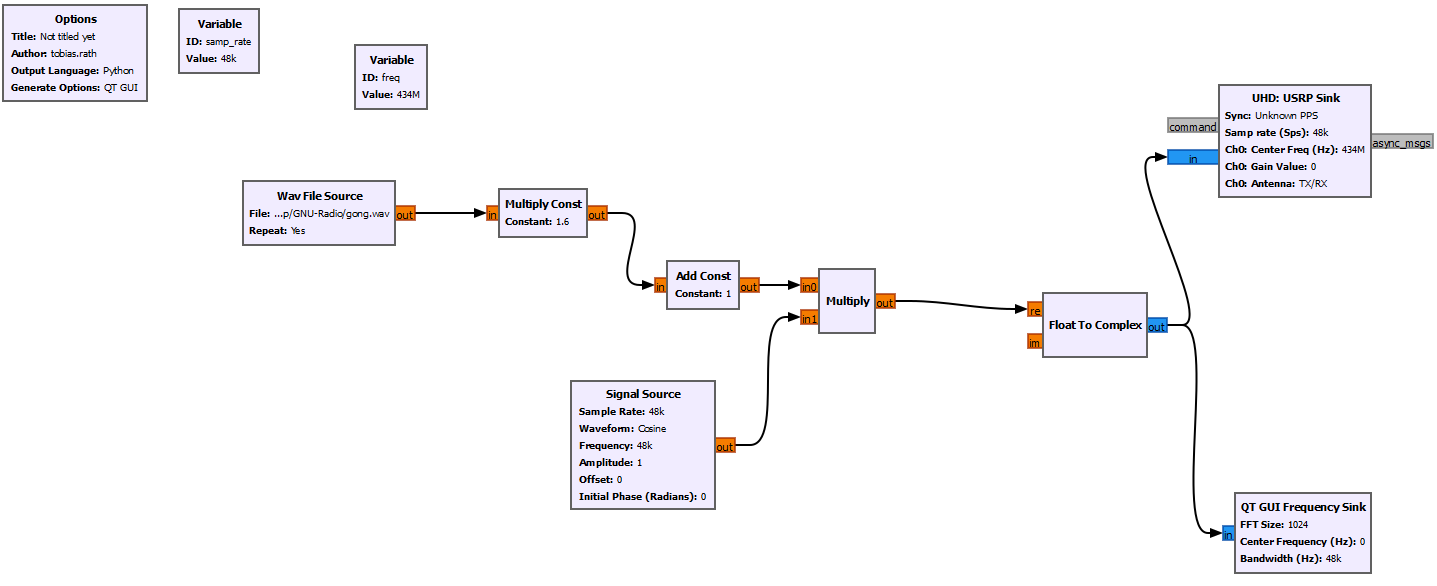 Options
Title: Not titled yet
Author: tobias.rath
Output Language: Python
Generate Options: QT GUI
Variable
ID: samp_rate
Value: 48k
Variable
ID: freq
Value: 434M
UHD: USRP Sink
Sync: Unknown PPS
Samp rate (Sps): 48k
Ch0: Center Freq (Hz): 434M
Ch0: Gain Value: 0
Ch0: Antenna: TX/RX
command
in
async_msgs
Wav File Source
File: ...p/GNU-Radio/gong.wav
Repeat: Yes
out
in
Multiply Const
Constant: 1.6
out
in
Add Const
Constant: 1
out
in0
in1
Multiply
out
re
im
Float To Complex
out
Signal Source
Sample Rate: 48k
Waveform: Cosine
Frequency: 48k
Amplitude: 1
Offset: 0
Initial Phase (Radians): 0
out
in
QT GUI Frequency Sink
FFT Size: 1024
Center Frequency (Hz): 0
Bandwidth (Hz): 48k